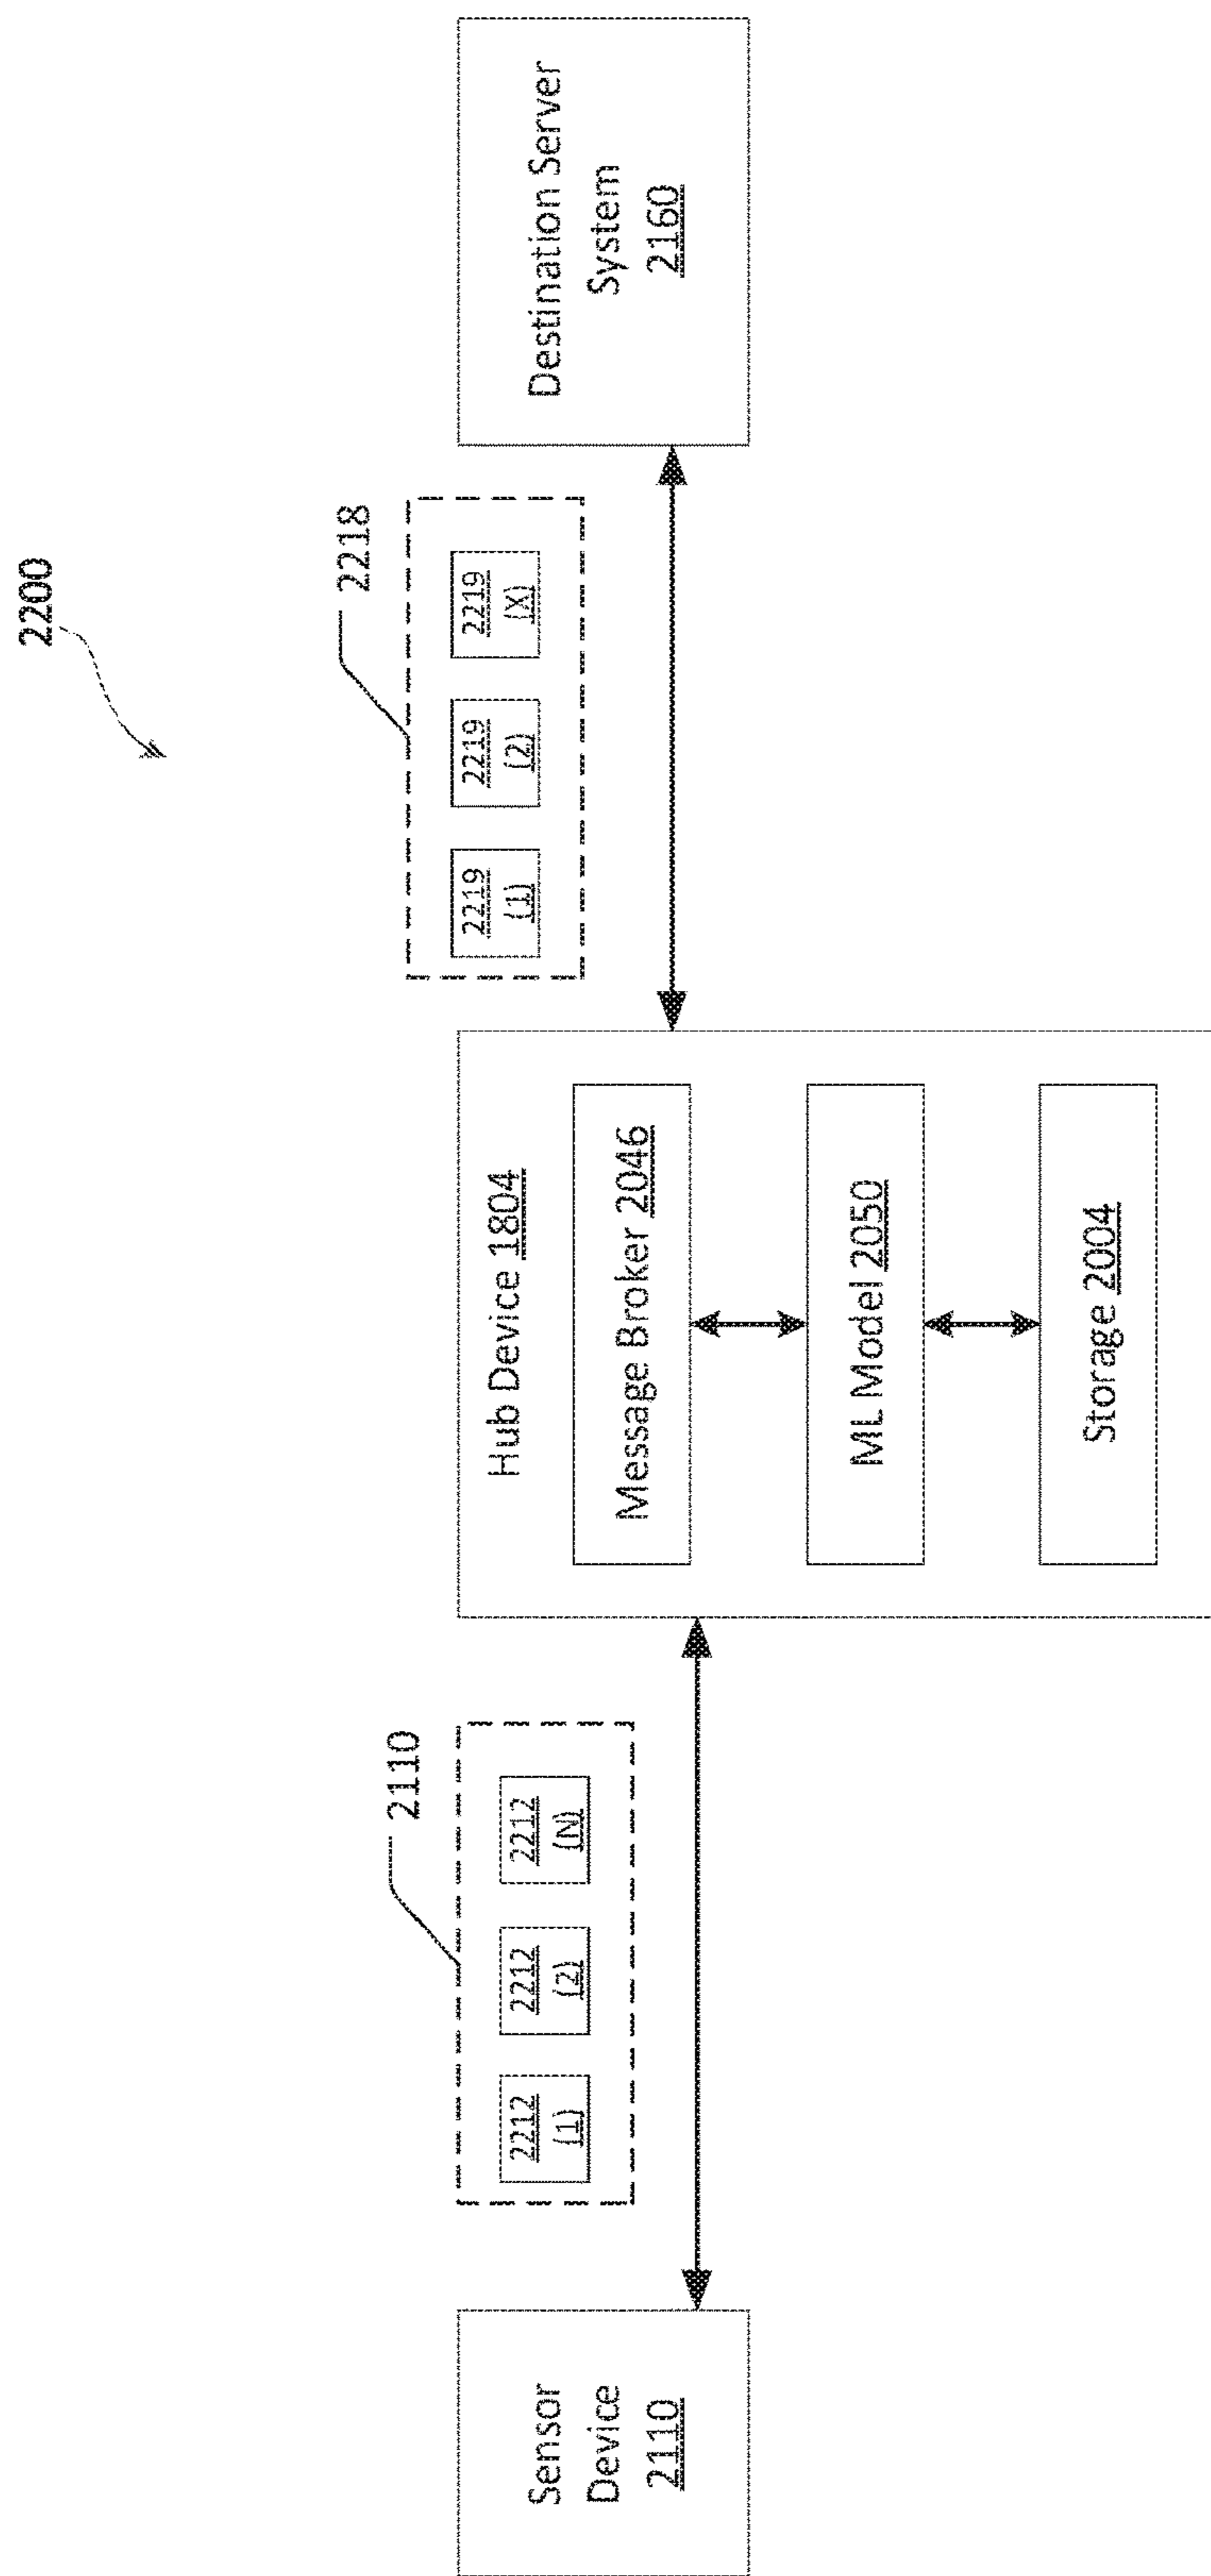 2200
2110
2218
Sensor
Device
2110
2212
(1)
2212
(2)
2212
(N)
Hub Device 1804
Message Broker 2046
ML Model 2050
Storage 2004
2219
(1)
2219
(2)
2219
(X)
Destination Server
System
2160